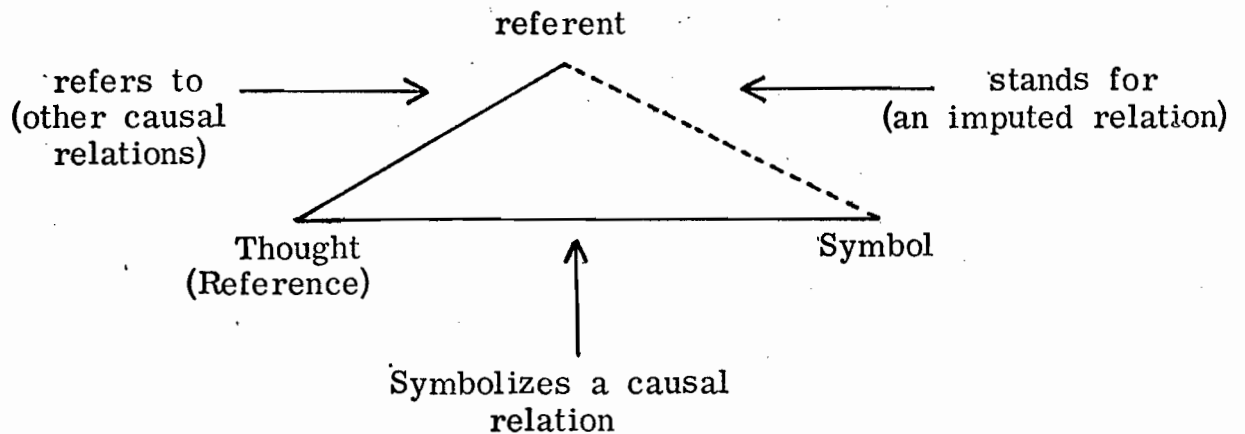 referent
refers to
(other causal
relations)
stands for
(an imputed relation)
Thought
(Reference)
Symbol
Symbolizes a causal
relation